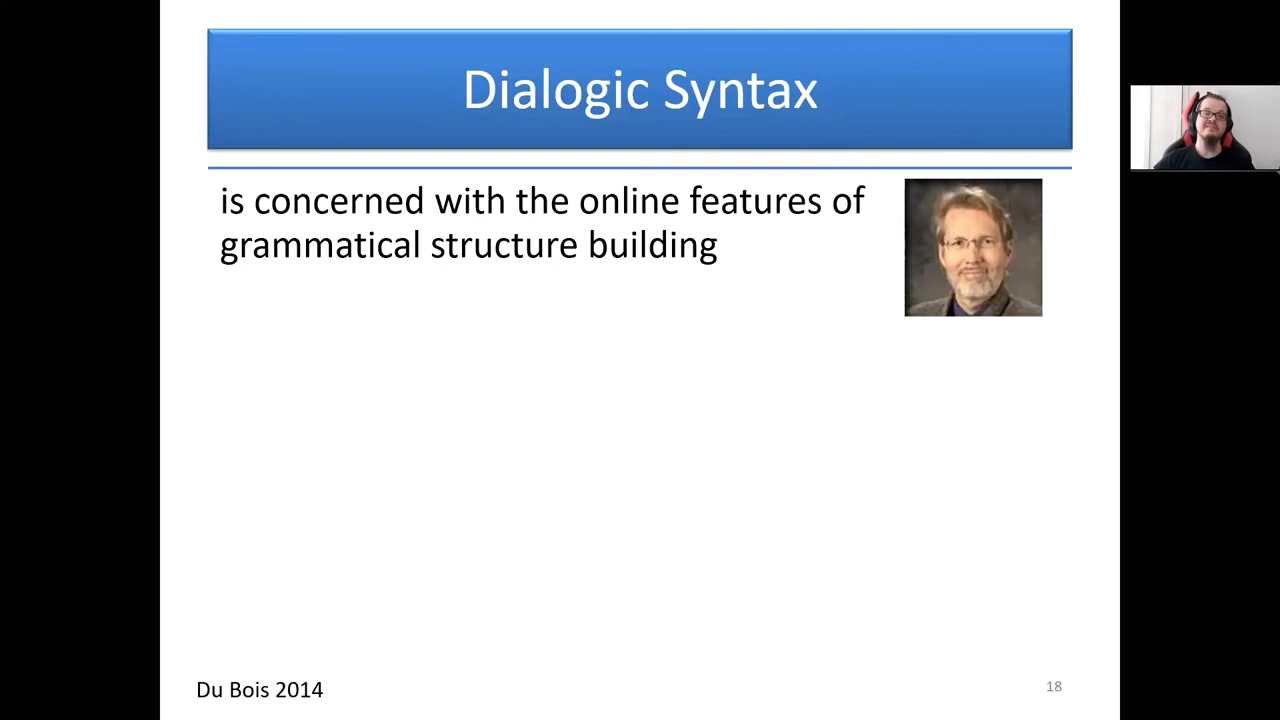 Dialogic Syntax
is concerned with the online features of
grammatical structure building
Du Bois 2014
18